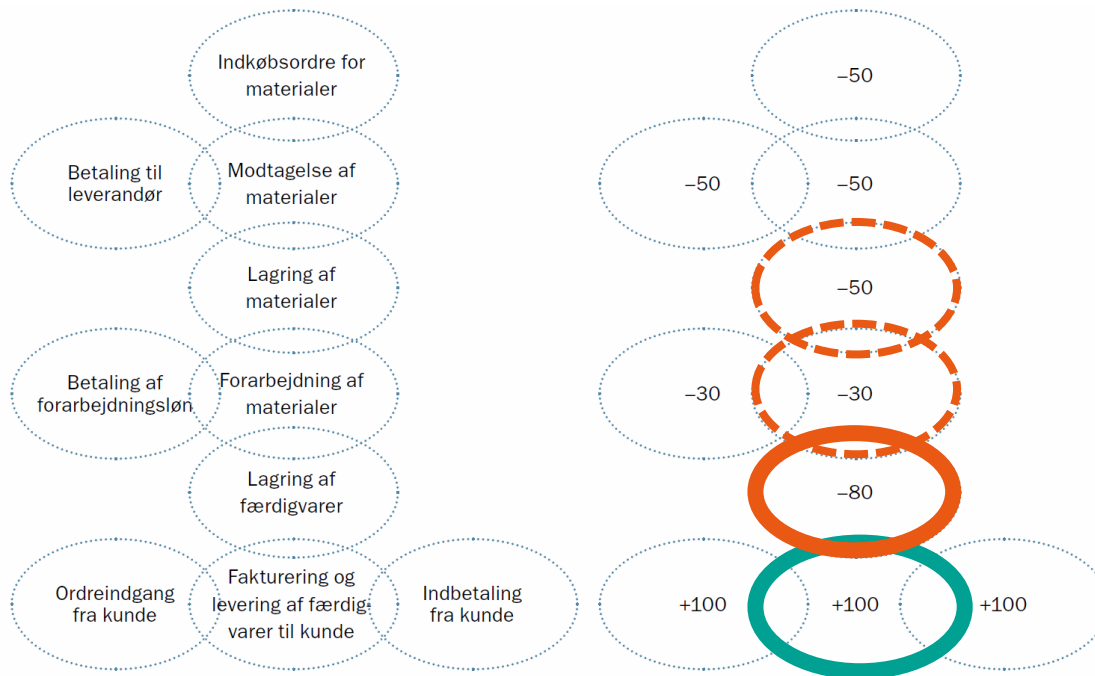 Indkøbsordre for
materialer
Betaling til
leverandør
Modtagelse af
materialer
Lagring af
materialer
Betaling af
forarbejdningsløn
Forarbejdning af
materialer
Lagring af
færdigvarer
Ordreindgang
fra kunde
Fakturering og
levering af færdig-
varer til kunde
Indbetaling
fra kunde
–50
–50
–50
–50
–30
–30
–80
+100
+100
+100